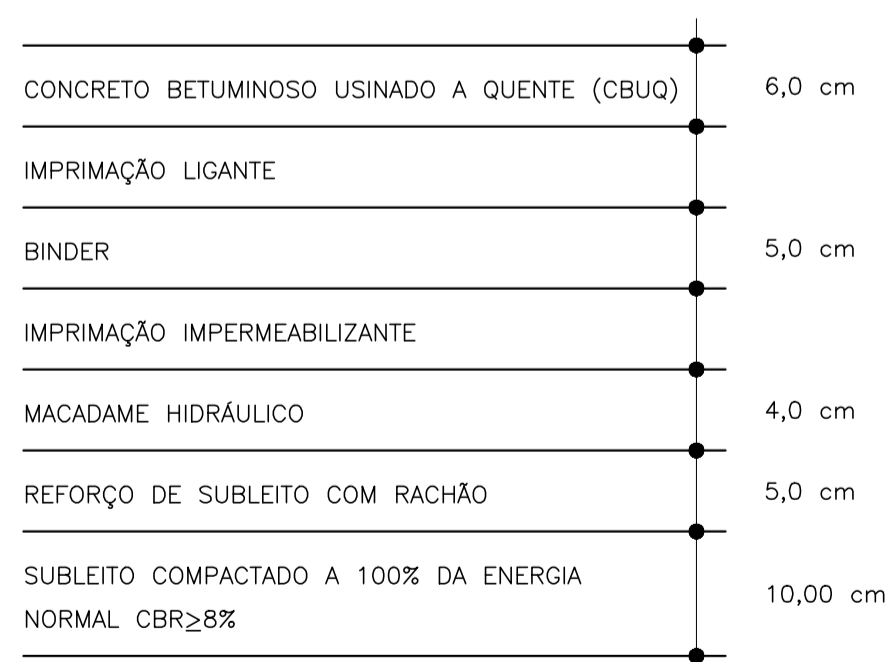 CONCRETO BETUMINOSO USINADO A QUENTE (CBUQ) 6,0 cm
IMPRIMAÇÃO LIGANTE
BINDER 5,0 cm
IMPRIMAÇÃO IMPERMEABILIZANTE
MACADAME HIDRÁULICO 4,0 cm
REFORÇO DE SUBLEITO COM RACHÃO 5,0 cm
SUBLEITO COMPACTADO A 100% DA ENERGIA
NORMAL CBR≥8%
10,00 cm